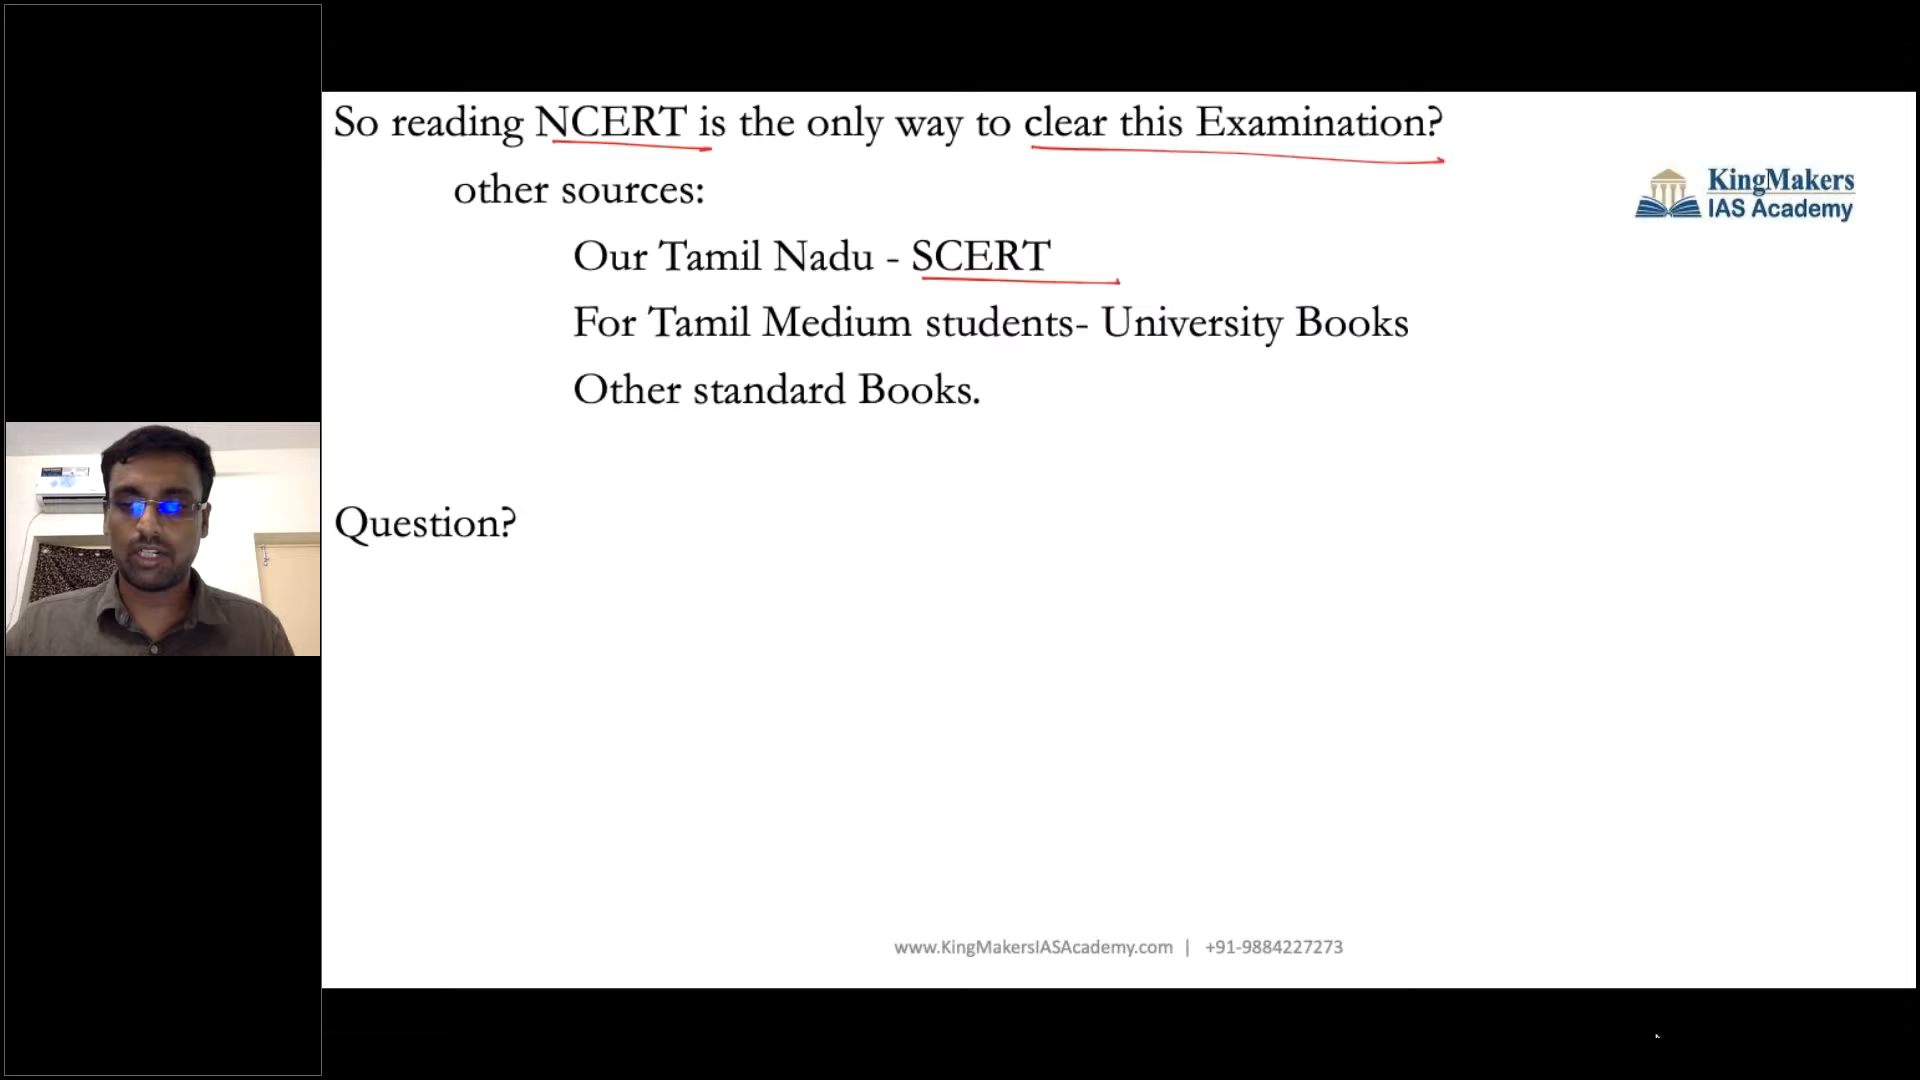 So reading NCERT is the only way to clear this Examination?
other sources:
KingMakers
IAS Academy
Our Tamil Nadu - SCERT
For Tamil Medium students- University Books
Other standard Books.
Question?
www.KingMakersIASAcademy.com | +91-9884227273